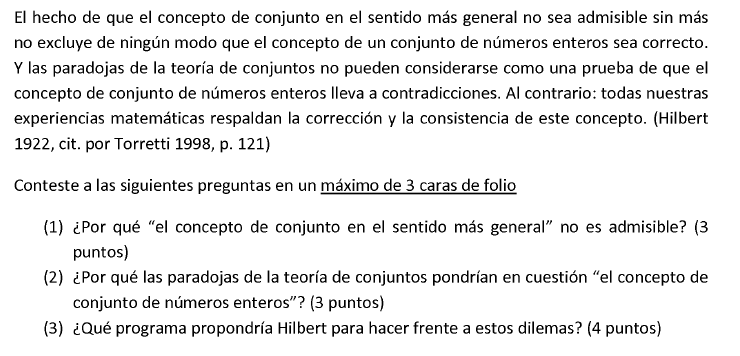 El hecho de que el concepto de conjunto en el sentido más general no sea admisible sin más
no excluye de ningún modo que el concepto de un conjunto de números enteros sea correcto.
Y las paradojas de la teoría de conjuntos no pueden considerarse como una prueba de que el
concepto de conjunto de números enteros lleva a contradicciones. Al contrario: todas nuestras
experiencias matemáticas respaldan la corrección y la consistencia de este concepto. (Hilbert
1922, cit. por Torretti 1998, p. 121)
Conteste a las siguientes preguntas en un máximo de 3 caras de folio
(1) ¿Por qué “el concepto de conjunto en el sentido más general” no es admisible? (3
puntos)
(2) ¿Por qué las paradojas de la teoría de conjuntos pondrían en cuestión “el concepto de
conjunto de números enteros”? (3 puntos)
(3) ¿Qué programa propondría Hilbert para hacer frente a estos dilemas? (4 puntos)